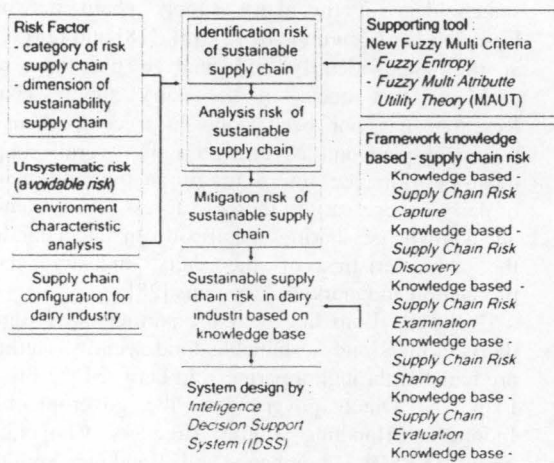 Risk Factor
- category of risk
supply chain
- dimension of
sustainability
supply chain
Unsystematic risk
(avoidable risk)
environment
characteristic
analysis
Supply chain
configuration for
dairy industry
Identification risk
of sustainable
supply chain
Analysis risk of
sustainable
supply chain
Mitigation risk of
sustainable supply
chain
Sustainable supply
chain risk in dairy
industri based on
knowledge base
System design by :
Inteligence
Decision Support
System (IDSS)
Supporting tool :
New Fuzzy Multi Criteria
- Fuzzy Entropy
- Fuzzy Multi Atributte
Utility Theory (MAUT)
Framework knowledge
based - supply chain risk
Knowledge based -
Supply Chain Risk
Capture
Knowledge based -
Supply Chain Risk
Discovery
Knowledge based -
Supply Chain Risk
Examination
Knowledge base -
Supply Chain Risk
Sharing
Knowledge base -
Supply Chain
Evaluation
Knowledge base -